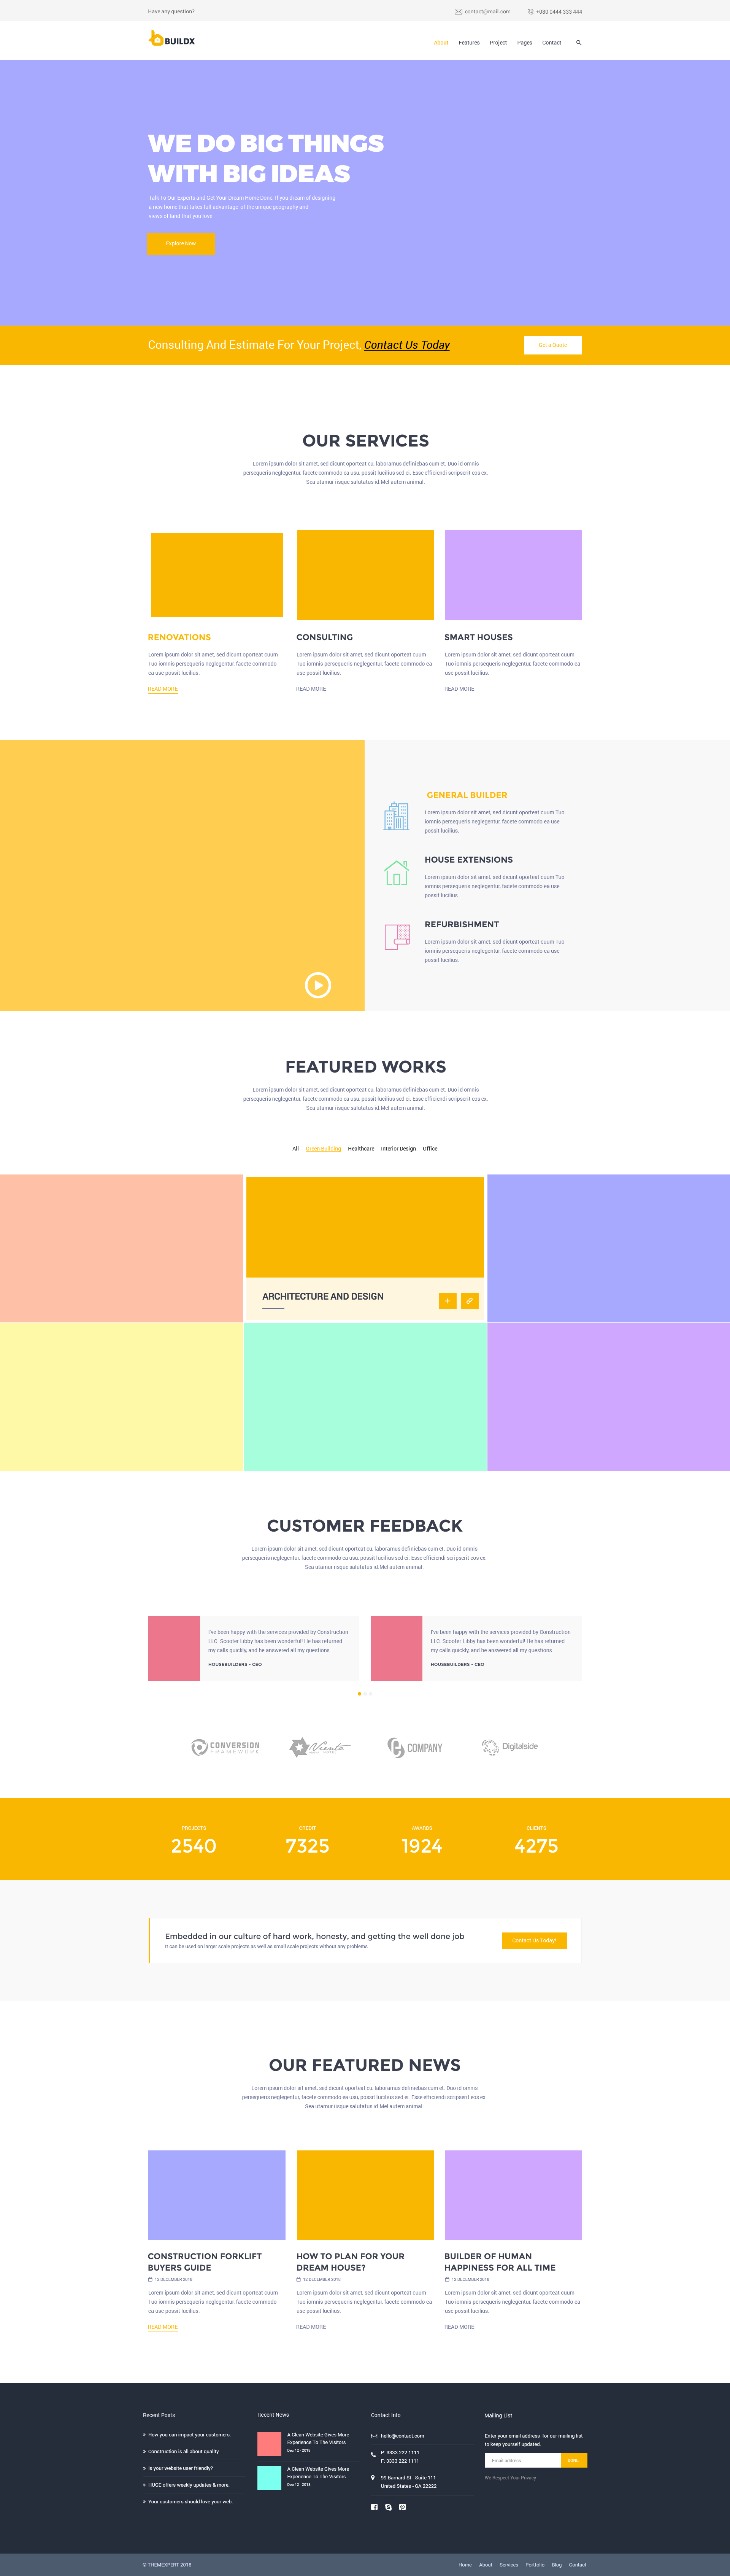 Have any question?
contact@mail.com
+080 0444 333 444
BUILDX
About Features Project Pages Contact
WE DO BIG THINGS
WITH BIG IDEAS
Talk To Our Experts and Get Your Dream Home Done. If you dream of designing
a new home that takes full advantage of the unique geography and
views of land that you love
Explore Now
Consulting And Estimate For Your Project, Contact Us Today
Get a Quote
OUR SERVICES
Lorem ipsum dolor sit amet, sed dicunt oporteat cu, laboramus definiebas cum et. Duo id omnis
persequeris neglegentur, facete commodo ea usu, possit lucilius sed ei. Esse efficiendi scripserit eos ex.
Sea utamur iisque salutatus id.Mel autem animal.
RENOVATIONS
Lorem ipsum dolor sit amet, sed dicunt oporteat cuum
Tuo iomnis persequeris neglegentur, facete commodo
ea use possit lucilius.
READ MORE.
CONSULTING
Lorem ipsum dolor sit amet, sed dicunt oporteat cuum
Tuo iomnis persequeris neglegentur, facete commodo ea
use possit lucilius.
READ MORE
SMART HOUSES
Lorem ipsum dolor sit amet, sed dicunt oporteat cuum
Tuo iomnis persequeris neglegentur, facete commodo ea
use possit lucilius.
READ MORE
GENERAL BUILDER
Lorem ipsum dolor sit amet, sed dicunt oporteat cuum Tuo
iomnis persequeris neglegentur, facete commodo ea use
possit lucilius.
HOUSE EXTENSIONS
Lorem ipsum dolor sit amet, sed dicunt oporteat cuum Tuo
iomnis persequeris neglegentur, facete commodo ea use
possit lucilius.
REFURBISHMENT
Lorem ipsum dolor sit amet, sed dicunt oporteat cuum Tuo
iomnis persequeris neglegentur, facete commodo ea use
possit lucilius.
FEATURED WORKS
Lorem ipsum dolor sit amet, sed dicunt oporteat cu, laboramus definiebas cum et. Duo id omnis
persequeris neglegentur, facete commodo ea usu, possit lucilius sed ei. Esse efficiendi scripserit eos ex.
Sea utamur iisque salutatus id.Mel autem animal.
All Green Building Healthcare Interior Design Office
ARCHITECTURE AND DESIGN
CUSTOMER FEEDBACK
Lorem ipsum dolor sit amet, sed dicunt oporteat cu, laboramus definiebas cum et. Duo id omnis
persequeris neglegentur, facete commodo ea usu, possit lucilius sed ei. Esse efficiendi scripserit eos ex.
Sea utamur iisque salutatus id.Mel autem animal.
I've been happy with the services provided by Construction
LLC. Scooter Libby has been wonderful! He has returned
my calls quickly, and he answered all my questions.
HOUSEBUILDERS - CEO
I've been happy with the services provided by Construction
LLC. Scooter Libby has been wonderful! He has returned
my calls quickly, and he answered all my questions.
HOUSEBUILDERS - CEO
CONVERSION
FRAMEWORK
Vienta
HOTEL
COMPANY
Digitalside
PROJECTS
2540
CREDIT
7325
AWARDS
1924
CLIENTS
4275
Embedded in our culture of hard work, honesty, and getting the well done job
It can be used on larger scale projects as well as small scale projects without any problems.
Contact Us Today!
OUR FEATURED NEWS
Lorem ipsum dolor sit amet, sed dicunt oporteat cu, laboramus definiebas cum et. Duo id omnis
persequeris neglegentur, facete commodo ea usu, possit lucilius sed ei. Esse efficiendi scripserit eos ex.
Sea utamur iisque salutatus id.Mel autem animal.
CONSTRUCTION FORKLIFT
BUYERS GUIDE
12 DECEMBER 2018
Lorem ipsum dolor sit amet, sed dicunt oporteat cuum
Tuo iomnis persequeris neglegentur, facete commodo
ea use possit lucilius.
READ MORE.
HOW TO PLAN FOR YOUR
DREAM HOUSE?
12 DECEMBER 2018
Lorem ipsum dolor sit amet, sed dicunt oporteat cuum
Tuo iomnis persequeris neglegentur, facete commodo ea
use possit lucilius.
READ MORE
BUILDER OF HUMAN
HAPPINESS FOR ALL TIME
12 DECEMBER 2018
Lorem ipsum dolor sit amet, sed dicunt oporteat cuum
Tuo iomnis persequeris neglegentur, facete commodo ea
use possit lucilius.
READ MORE
Recent Posts
» How you can impact your customers.
» Construction is all about quality.
» Is your website user friendly?
» HUGE offers weekly updates & more.
» Your customers should love your web.
Recent News
A Clean Website Gives More
Experience To The Visitors
Dec 12 - 2018
A Clean Website Gives More
Experience To The Visitors
Dec 12 - 2018
Contact Info
hello@contact.com
P: 3333 222 1111
F: 3333 222 1111
99 Barnard St - Suite 111
United States - GA 22222
Mailing List
Enter your email address for our mailing list
to keep yourself updated.
Email address
SEND
We Respect Your Privacy
© THEMEXPERT 2018
Home About Services Portfolio Blog Contact